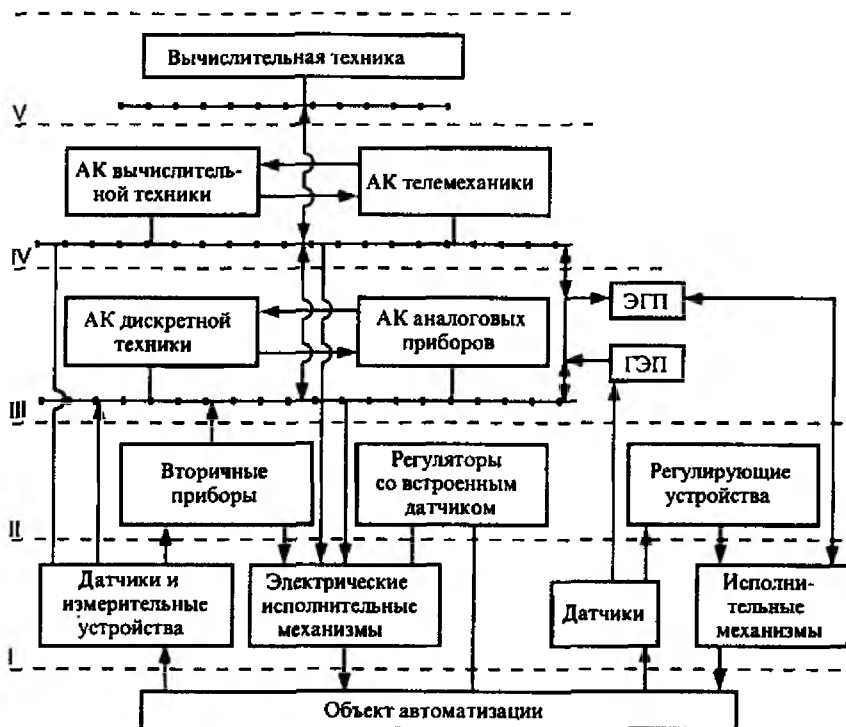 Вычислительная техника
V
АК вычислитель-
ной техники
АК телемеханики
IV
ЭГП
АК дискретной
техники
АК аналоговых
приборов
ГЭП
III
Вторичные
приборы
Регуляторы
со встроенным
датчиком
Регулирующие
устройства
II
Датчики и
измерительные
устройства
Электрические
исполнительные
механизмы
Датчики
Исполни-
тельные
механизмы
I
Объект автоматизации